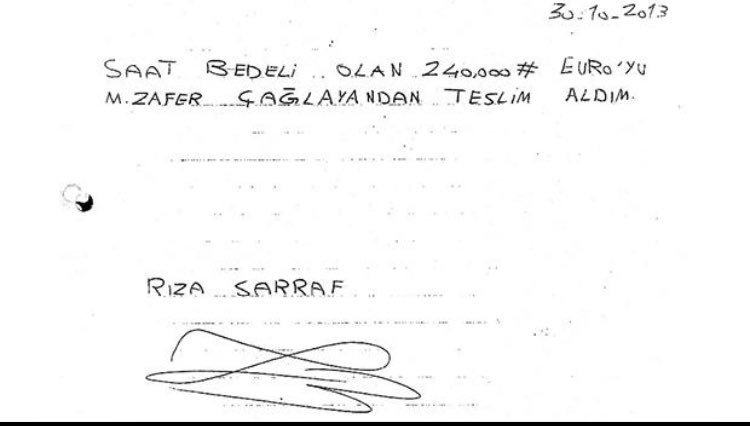 30.10.2013
SAAT BEDELİ OLAN 240,000# EURO'YU
M. ZAFER ÇAĞLAYANDAN TESLİM ALDIM.
RIZA SARRAF